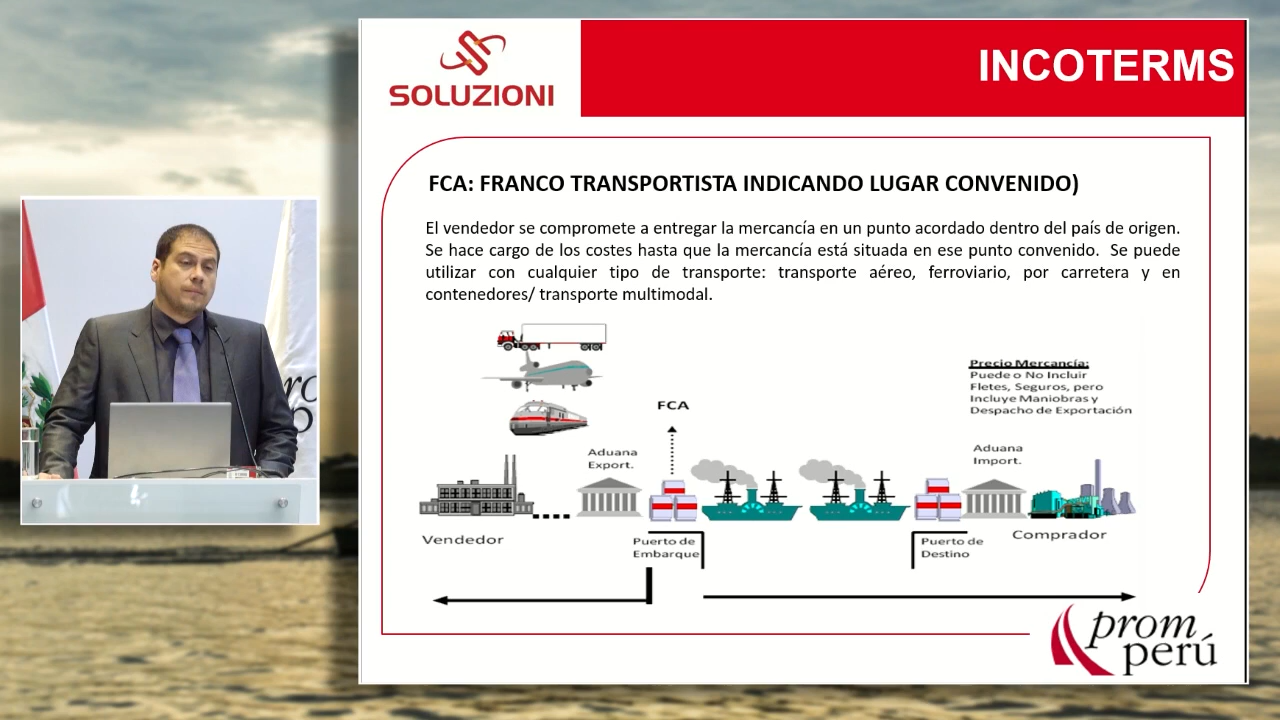 SOLUZIONI
INCOTERMS
FCA: FRANCO TRANSPORTISTA INDICANDO LUGAR CONVENIDO)
El vendedor se compromete a entregar la mercancía en un punto acordado dentro del país de origen.
Se hace cargo de los costes hasta que la mercancía está situada en ese punto convenido. Se puede
utilizar con cualquier tipo de transporte: transporte aéreo, ferroviario, por carretera y en
contenedores/ transporte multimodal.
Precio Mercancía:
Puede o No Incluir
Fletes, Seguros, pero
Incluye Maniobras y
Despacho de Exportación
FCA
Aduana
Export.
Aduana
Import.
Vendedor
Puerto de
Embarque
Puerto de
Destino
Comprador
prom
perú